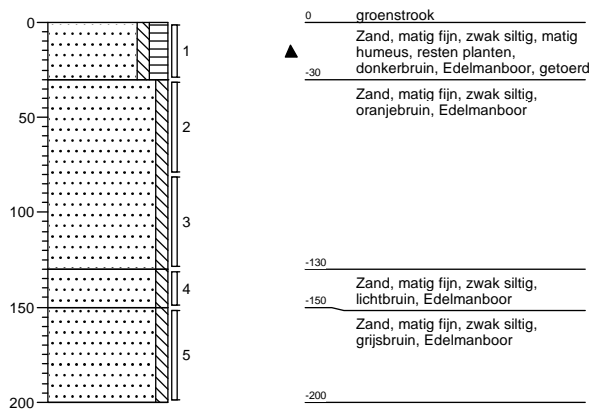 0
50
100
150
200
1
2
3
4
5
0 groenstrook
Zand, matig fijn, zwak siltig, matig
humeus, resten planten,
donkerbruin, Edelmanboor, getoerd
-30
Zand, matig fijn, zwak siltig,
oranjebruin, Edelmanboor
-130
Zand, matig fijn, zwak siltig,
lichtbruin, Edelmanboor
-150
Zand, matig fijn, zwak siltig,
grijsbruin, Edelmanboor
-200